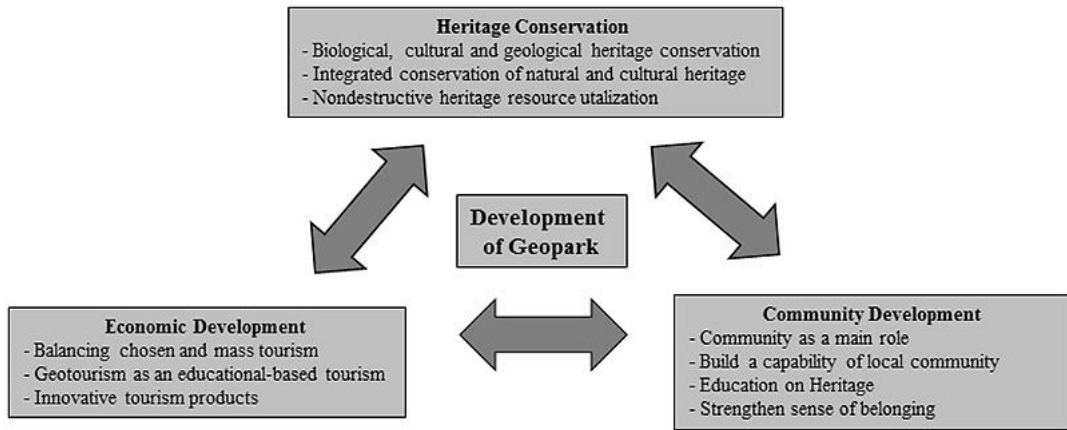 Heritage Conservation
- Biological, cultural and geological heritage conservation
- Integrated conservation of natural and cultural heritage
- Nondestructive heritage resource utalization
Development
of Geopark
Economic Development
- Balancing chosen and mass tourism
- Geotourism as an educational-based tourism
- Innovative tourism products
Community Development
- Community as a main role
- Build a capability of local community
- Education on Heritage
- Strengthen sense of belonging